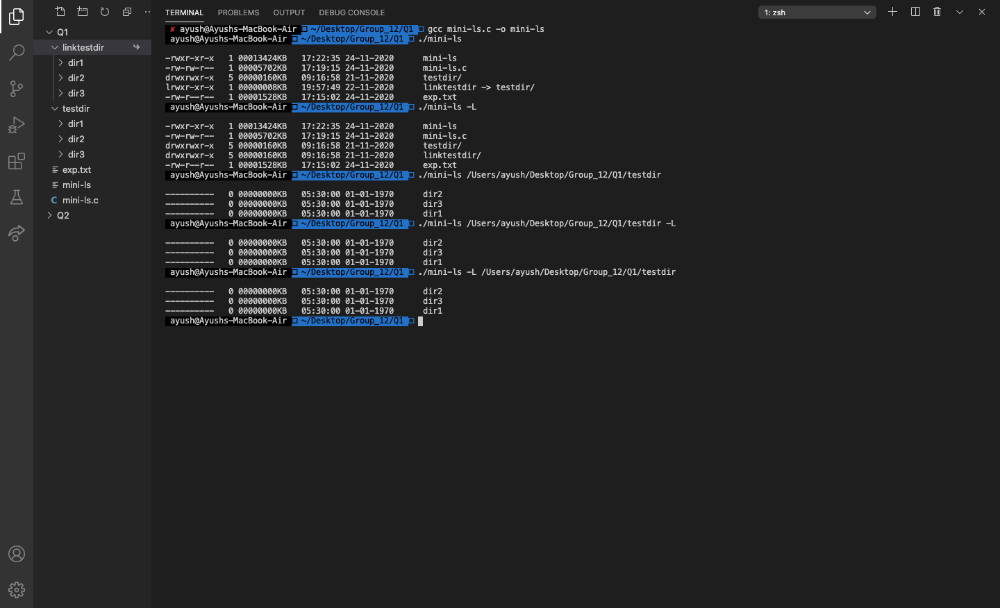 TERMINAL PROBLEMS OUTPUT DEBUG CONSOLE 1: zsh
Q1
linktestdir
dir1
dir2
dir3
testdir
dir1
dir2
dir3
exp.txt
mini-ls
C mini-ls.c
Q2
✘ ayush@Ayushs-MacBook-Air ~/Desktop/Group_12/Q1 gcc mini-ls.c -o mini-ls
ayush@Ayushs-MacBook-Air ~/Desktop/Group_12/Q1 ./mini-ls
-rwxr-xr-x 1 00013424KB 17:22:35 24-11-2020 mini-ls
-rw-rw-r-- 1 00005702KB 17:19:15 24-11-2020 mini-ls.c
drwxrwxr-x 5 00000160KB 09:16:58 21-11-2020 testdir/
lrwxr-xr-x 1 00000008KB 19:57:49 22-11-2020 linktestdir -> testdir/
-rw-r--r-- 1 00001528KB 17:15:02 24-11-2020 exp.txt
ayush@Ayushs-MacBook-Air ~/Desktop/Group_12/Q1 ./mini-ls -L
-rwxr-xr-x 1 00013424KB 17:22:35 24-11-2020 mini-ls
-rw-rw-r-- 1 00005702KB 17:19:15 24-11-2020 mini-ls.c
drwxrwxr-x 5 00000160KB 09:16:58 21-11-2020 testdir/
drwxrwxr-x 5 00000160KB 09:16:58 21-11-2020 linktestdir/
-rw-r--r-- 1 00001528KB 17:15:02 24-11-2020 exp.txt
ayush@Ayushs-MacBook-Air ~/Desktop/Group_12/Q1 ./mini-ls /Users/ayush/Desktop/Group_12/Q1/testdir
---------- 0 00000000KB 05:30:00 01-01-1970 dir2
---------- 0 00000000KB 05:30:00 01-01-1970 dir3
---------- 0 00000000KB 05:30:00 01-01-1970 dir1
ayush@Ayushs-MacBook-Air ~/Desktop/Group_12/Q1 ./mini-ls /Users/ayush/Desktop/Group_12/Q1/testdir -L
---------- 0 00000000KB 05:30:00 01-01-1970 dir2
---------- 0 00000000KB 05:30:00 01-01-1970 dir3
---------- 0 00000000KB 05:30:00 01-01-1970 dir1
ayush@Ayushs-MacBook-Air ~/Desktop/Group_12/Q1 ./mini-ls -L /Users/ayush/Desktop/Group_12/Q1/testdir
---------- 0 00000000KB 05:30:00 01-01-1970 dir2
---------- 0 00000000KB 05:30:00 01-01-1970 dir3
---------- 0 00000000KB 05:30:00 01-01-1970 dir1
ayush@Ayushs-MacBook-Air ~/Desktop/Group_12/Q1